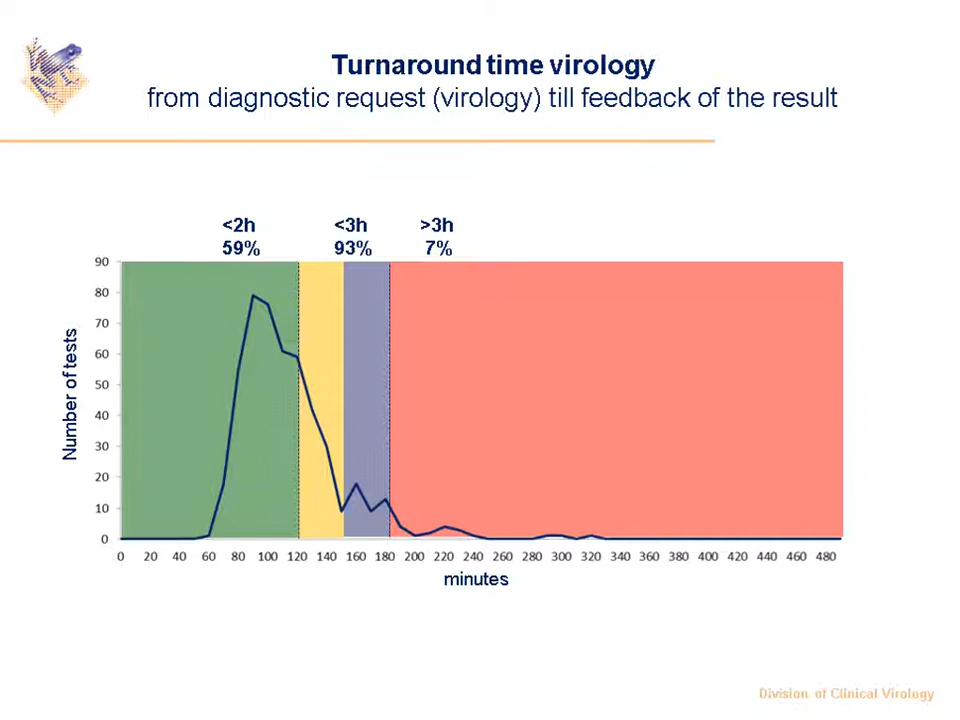 Turnaround time virology
from diagnostic request (virology) till feedback of the result
<2h <3h >3h
59% 93% 7%
90
80
70
60
50
40
30
20
10
0
Number of tests
0 20 40 60 80 100 120 140 160 180 200 220 240 260 280 300 320 340 360 380 400 420 440 460 480
minutes
Division of Clinical Virology